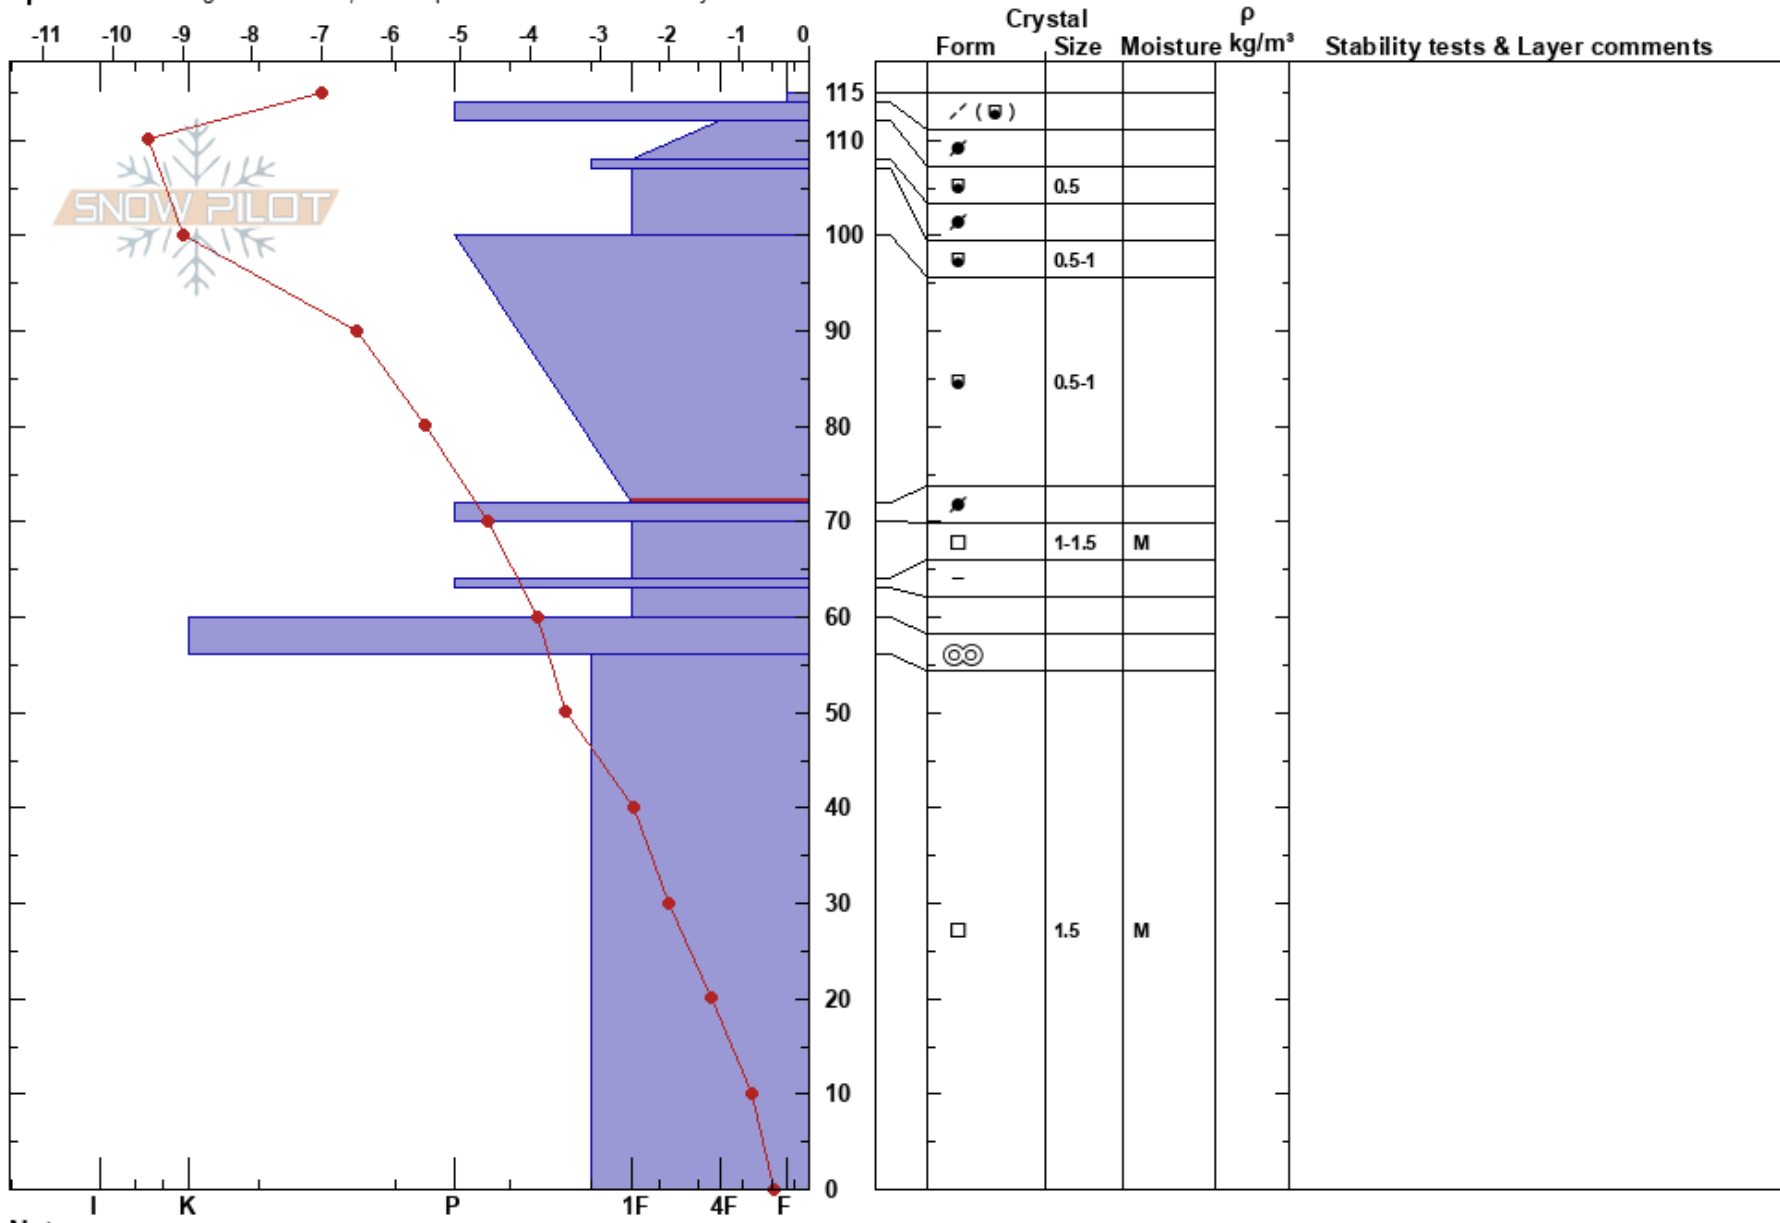 Crystal ρ
-11 -10 -9 -8 -7 -6 -5 -4 -3 -2 -1 0 Form Size Moisture kg/m³ Stability tests & Layer comments
115
110
0.5
SNOW PILOT
100
0.5-1
90
0.5-1
80
70
1-1.5 M
60
50
40
30
1.5 M
20
10
0
I K P 1F 4F F